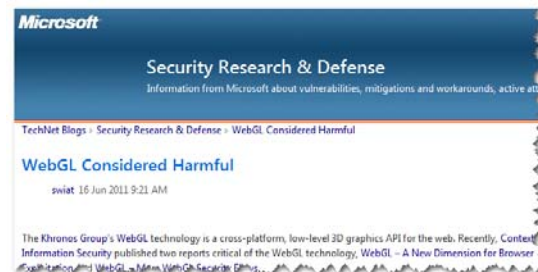 Microsoft
Security Research & Defense
Information from Microsoft about vulnerabilities, mitigations and workarounds, active
TechNet Blogs > Security Research & Defense > WebGL Considered Harmful
WebGL Considered Harmful
swiat 16 Jun 2011 9:21 AM
The Khronos Group's WebGL technology is a cross-platform, low-level 3D graphics API for the web. Recently, Context
Information Security published two reports critical of the WebGL technology, WebGL – A New Dimension for Browser